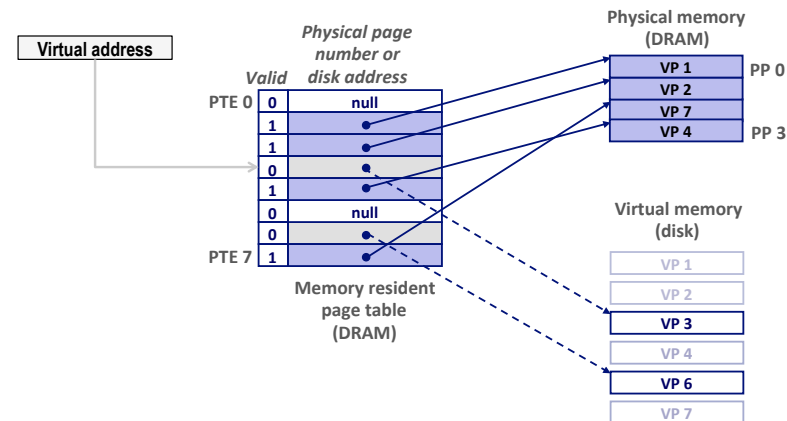 Virtual address
Physical page
number or
disk address
Valid
PTE 0
0
null
1
1
0
1
0
null
0
PTE 7
1
Memory resident
page table
(DRAM)
Physical memory
(DRAM)
VP 1
PP 0
VP 2
VP 7
VP 4
PP 3
Virtual memory
(disk)
VP 1
VP 2
VP 3
VP 4
VP 6
VP 7